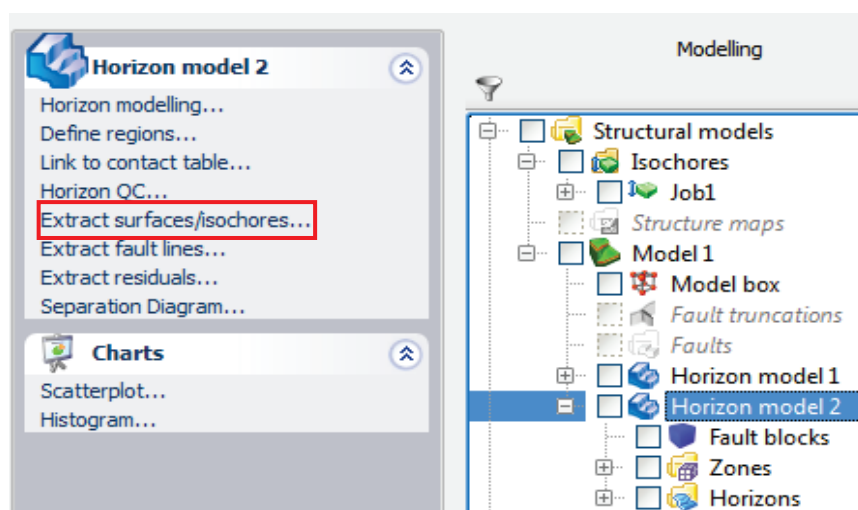 Horizon model 2
Horizon modelling...
Define regions...
Link to contact table...
Horizon QC...
Extract surfaces/isochores...
Extract fault lines...
Extract residuals...
Separation Diagram...
Charts
Scatterplot...
Histogram...
Modelling
Structural models
Isochores
Job1
Structure maps
Model 1
Model box
Fault truncations
Faults
Horizon model 1
Horizon model 2
Fault blocks
Zones
Horizons